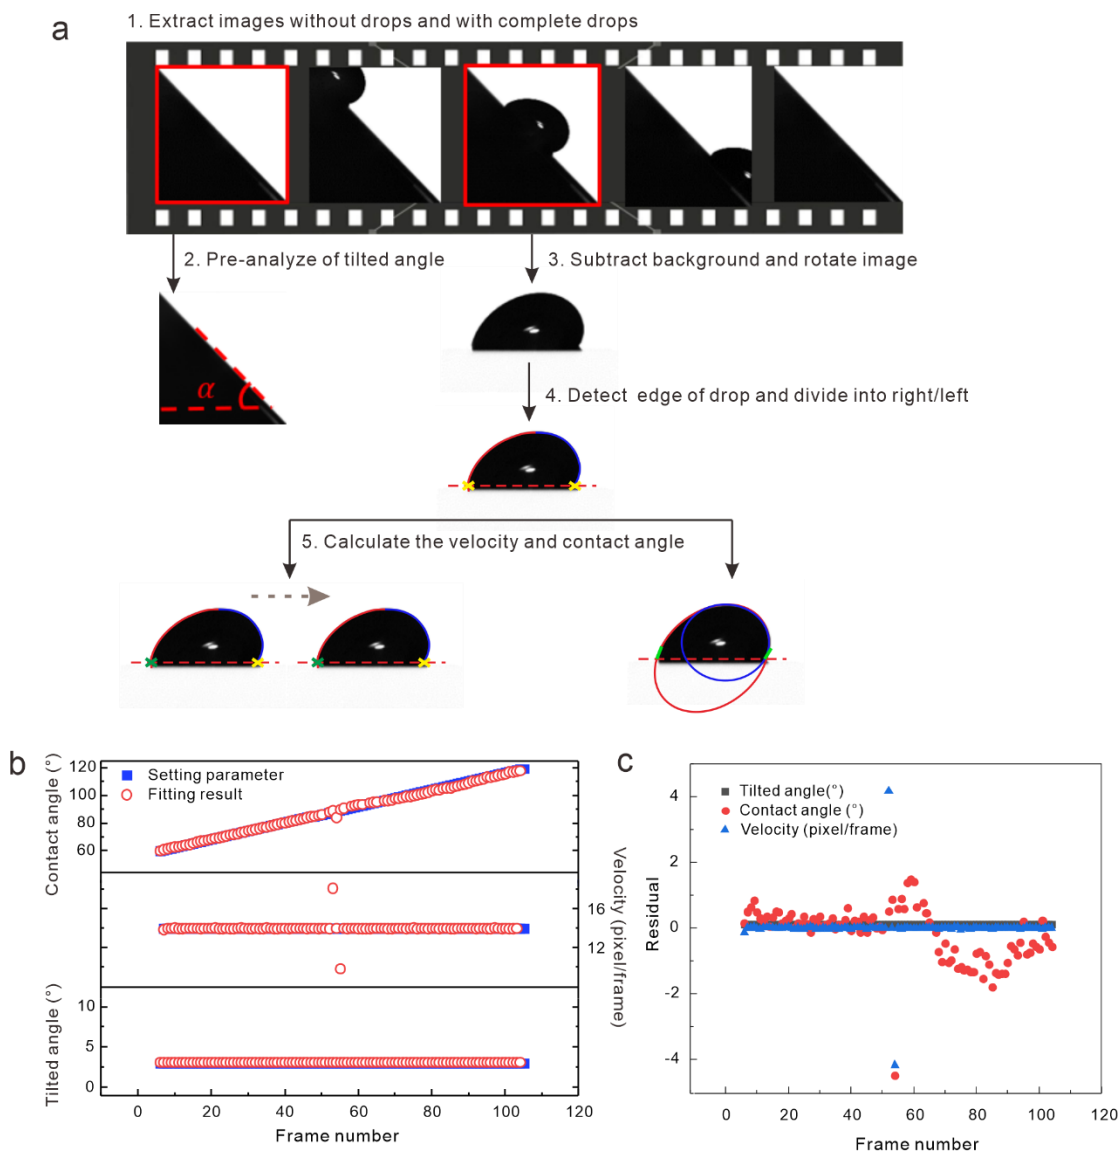 a
1. Extract images without drops and with complete drops
2. Pre-analyze of tilted angle
3. Subtract background and rotate image
α
4. Detect edge of drop and divide into right/left
5. Calculate the velocity and contact angle
b
Contact angle (°)
120
100
80
60
Setting parameter
Fitting result
Velocity (pixel/frame)
16
12
Tilted angle (°)
10
5
0
0
20
40
60
80
100
120
Frame number
c
Residual
4
2
0
-2
-4
Tilted angle(°)
Contact angle (°)
Velocity (pixel/frame)
0
20
40
60
80
100
120
Frame number